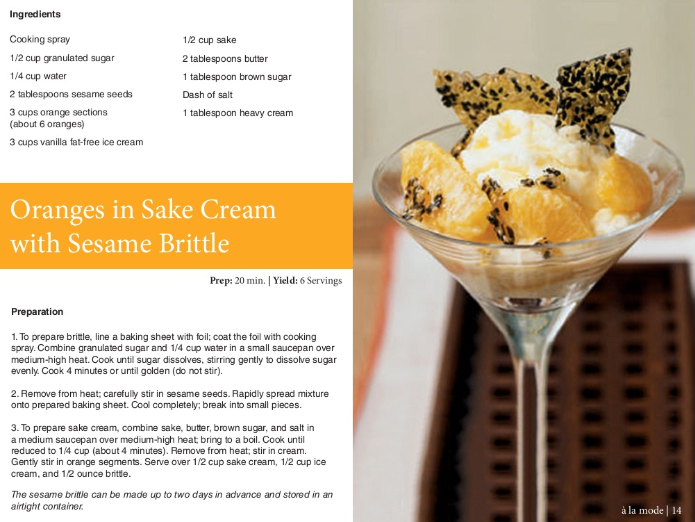 Ingredients
Cooking spray
1/2 cup granulated sugar
1/4 cup water
2 tablespoons sesame seeds
3 cups orange sections
(about 6 oranges)
3 cups vanilla fat-free ice cream
1/2 cup sake
2 tablespoons butter
1 tablespoon brown sugar
Dash of salt
1 tablespoon heavy cream
Oranges in Sake Cream
with Sesame Brittle
Prep: 20 min. | Yield: 6 Servings
Preparation
1. To prepare brittle, line a baking sheet with foil; coat the foil with cooking
spray. Combine granulated sugar and 1/4 cup water in a small saucepan over
medium-high heat. Cook until sugar dissolves, stirring gently to dissolve sugar
evenly. Cook 4 minutes or until golden (do not stir).
2. Remove from heat; carefully stir in sesame seeds. Rapidly spread mixture
onto prepared baking sheet. Cool completely; break into small pieces.
3. To prepare sake cream, combine sake, butter, brown sugar, and salt in
a medium saucepan over medium-high heat; bring to a boil. Cook until
reduced to 1/4 cup (about 4 minutes). Remove from heat; stir in cream.
Gently stir in orange segments. Serve over 1/2 cup sake cream, 1/2 cup ice
cream, and 1/2 ounce brittle.
The sesame brittle can be made up to two days in advance and stored in an
airtight container.
à la mode | 14